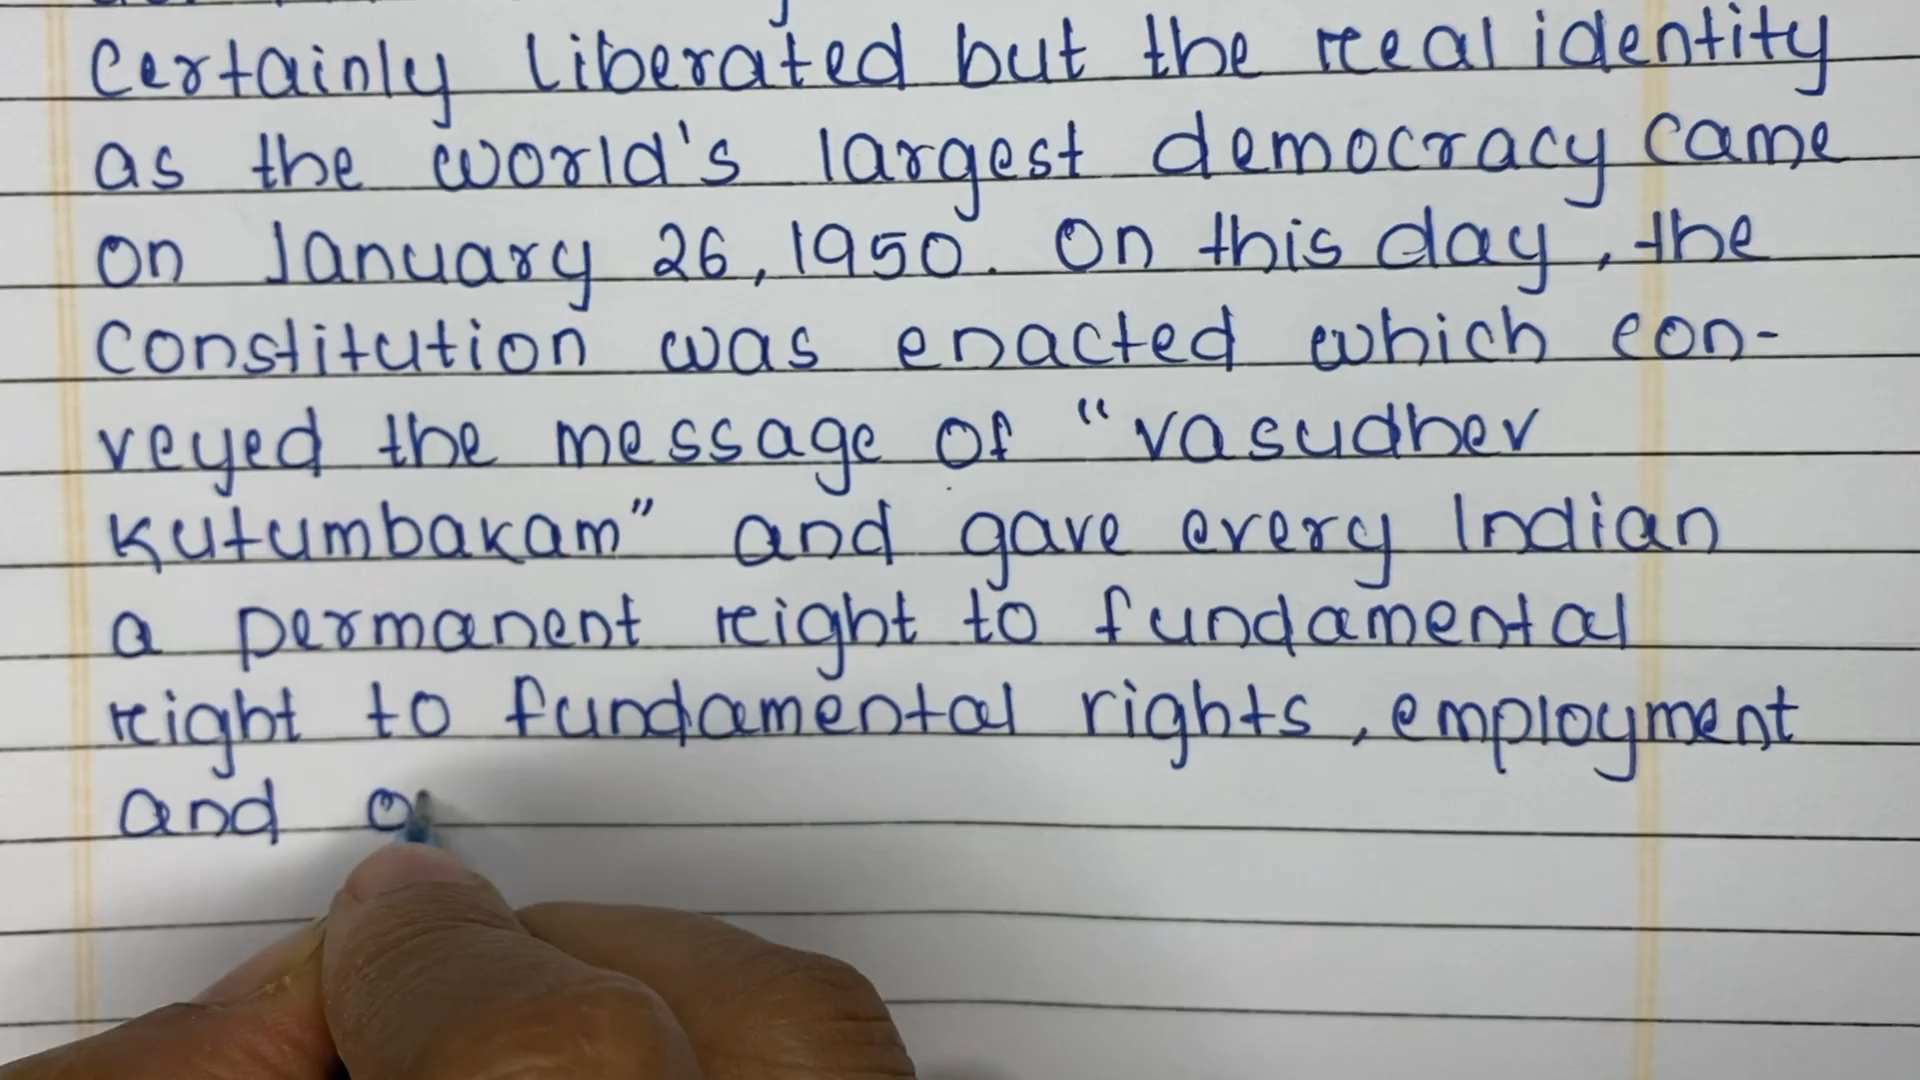 Certainly liberated but the real identity
as the world's largest democracy came
on January 26, 1950. On this day, the
Constitution was enacted which con-
veyed the message of “vasudhev
Kutumbakam” and gave every Indian
a permanent right to fundamental
right to fundamental rights, employment
and